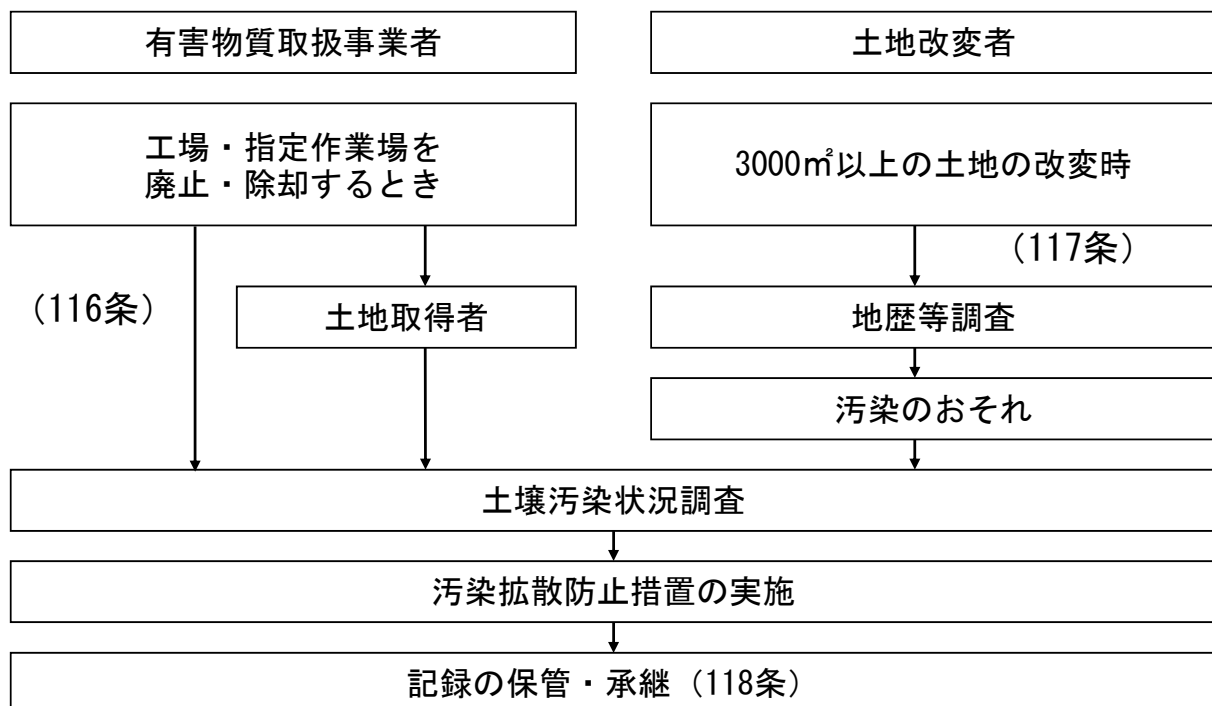 有害物質取扱事業者
土地改変者
工場・指定作業場を
廃止・除却するとき
3000㎡以上の土地の改変時
（116条）
（117条）
土地取得者
地歴等調査
汚染のおそれ
土壌汚染状況調査
汚染拡散防止措置の実施
記録の保管・承継（118条）